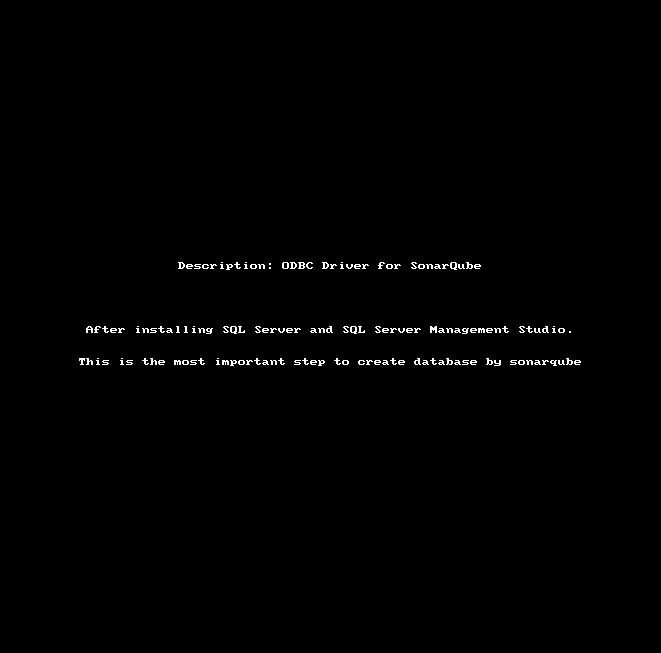 Description: ODBC Driver for SonarQube
After installing SQL Server and SQL Server Management Studio.
This is the most important step to create database by sonarqube